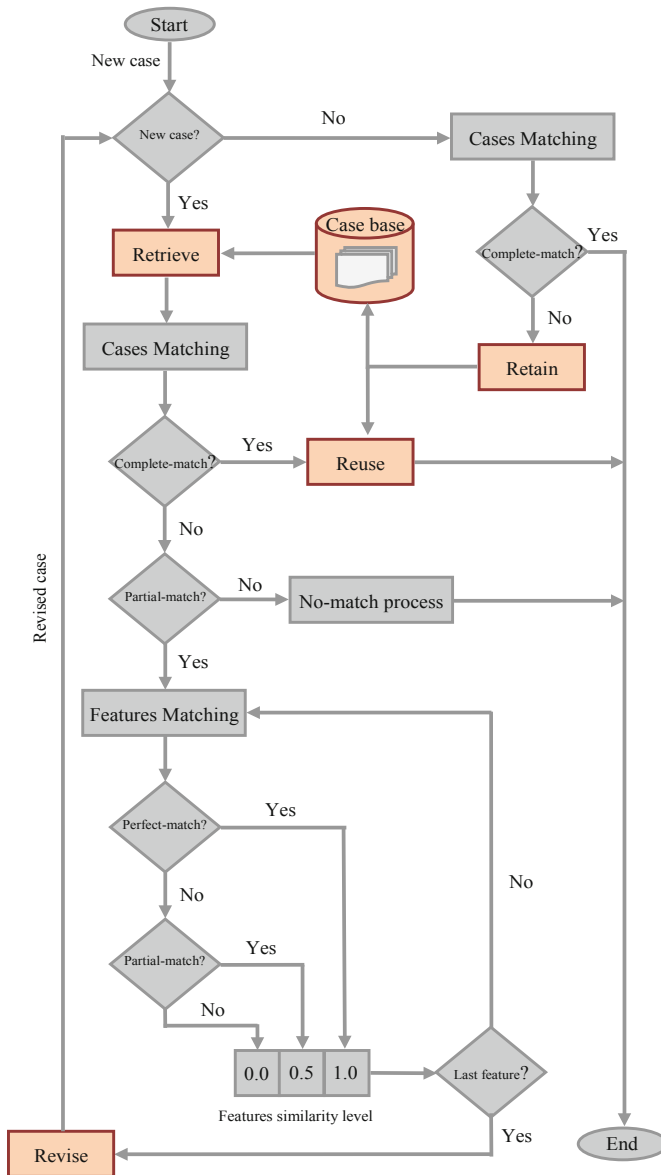 Start
New case
New case?
No
Cases Matching
Yes
Case base
Retrieve
Complete-match?
Yes
No
Cases Matching
Retain
Complete-match?
Yes
Reuse
No
Partial-match?
No
No-match process
Yes
Revised case
Features Matching
Perfect-match?
Yes
No
No
Partial-match?
Yes
No
0.0 0.5 1.0
Last feature?
Features similarity level
Yes
Revise
End